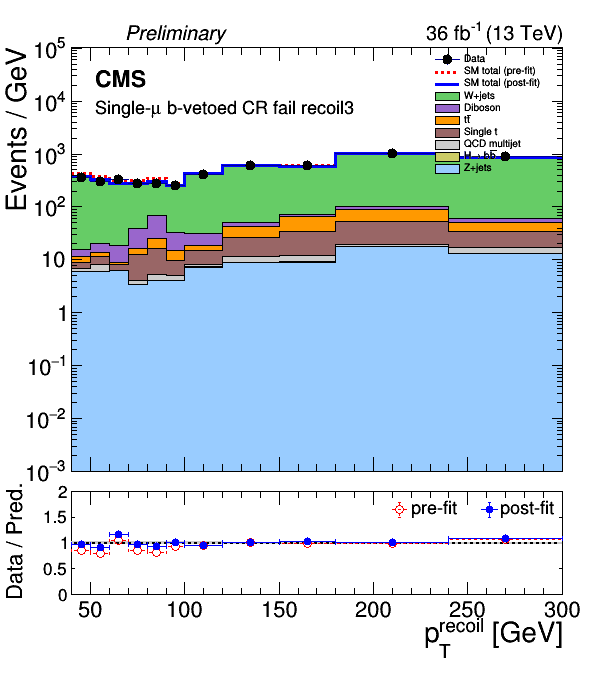 Preliminary 36 fb⁻¹ (13 TeV)
Events / GeV
10⁵
10⁴
10³
10²
10
1
10⁻¹
10⁻²
10⁻³
CMS
Single-μ b-vetoed CR fail recoil3
Data
SM total (pre-fit)
SM total (post-fit)
W+jets
Diboson
tt̅
Single t
QCD multijet
H→bb̅
Z+jets
Data / Pred.
2
1.5
1
0.5
0
pre-fit post-fit
50 100 150 200 250 300
p_T^recoil [GeV]